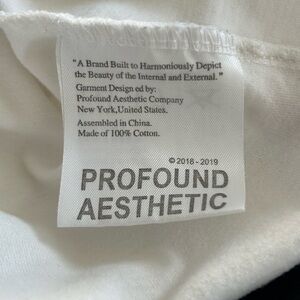 "A Brand Built to Harmoniously Depict
the Beauty of the Internal and External."
Garment Design ed by:
Profound Aesthetic Company
New York,United States.
Assembled in China.
Made of 100% Cotton.
© 2018 - 2019
PROFOUND
AESTHETIC